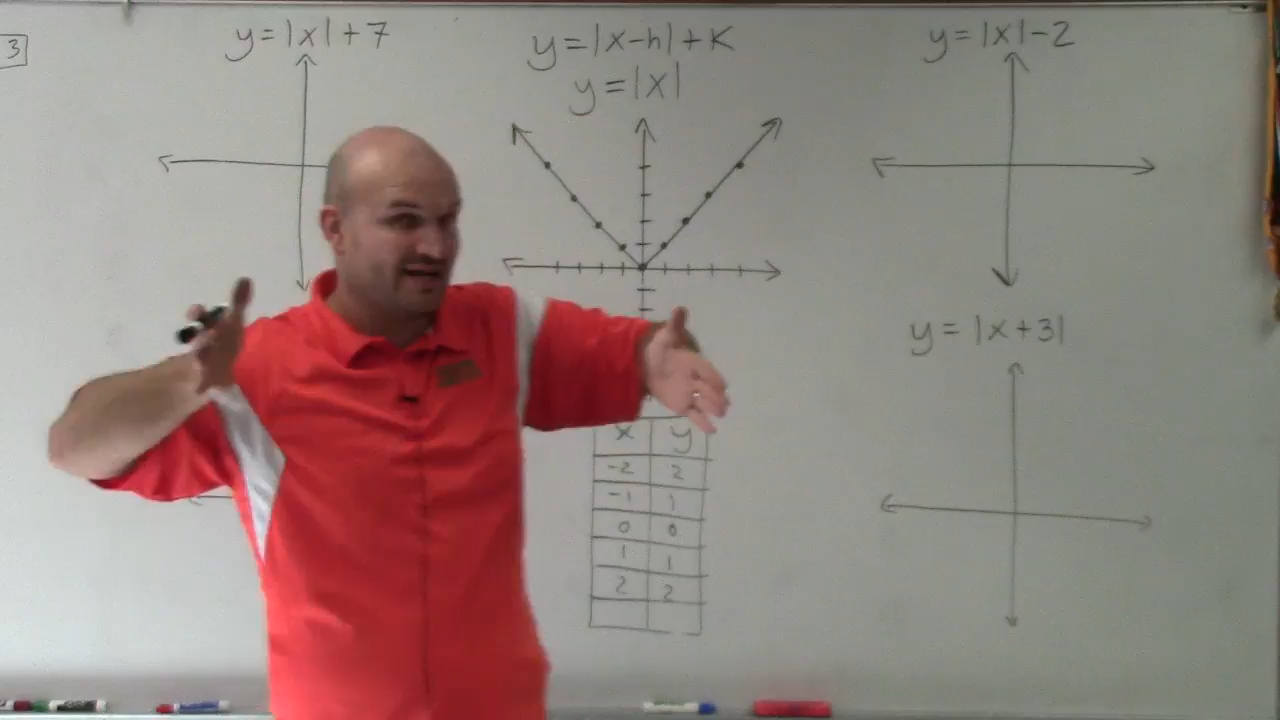 3
y = |x| + 7
y = |x-h| + K
y = |x|
y = |x| - 2
y = |x + 3|
x y
-2 2
-1 1
0 0
1 1
2 2